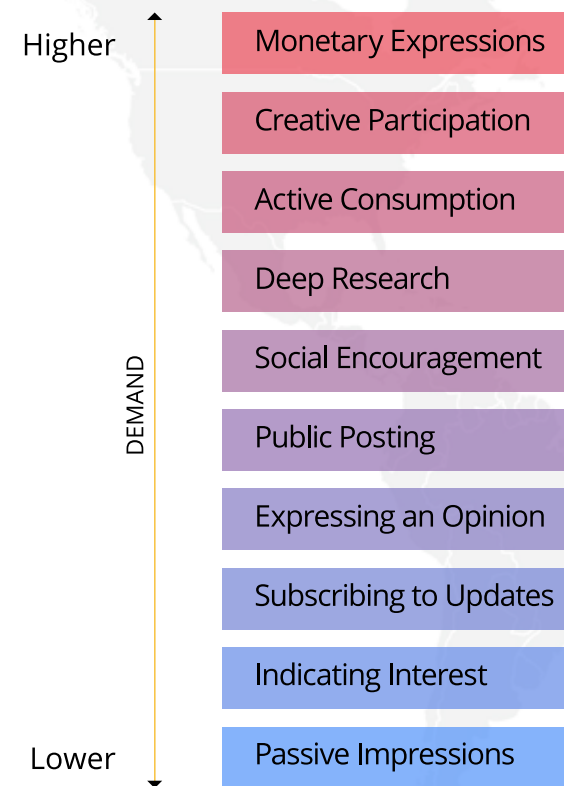 Higher
Monetary Expressions
Creative Participation
Active Consumption
Deep Research
Social Encouragement
DEMAND
Public Posting
Expressing an Opinion
Subscribing to Updates
Indicating Interest
Lower
Passive Impressions